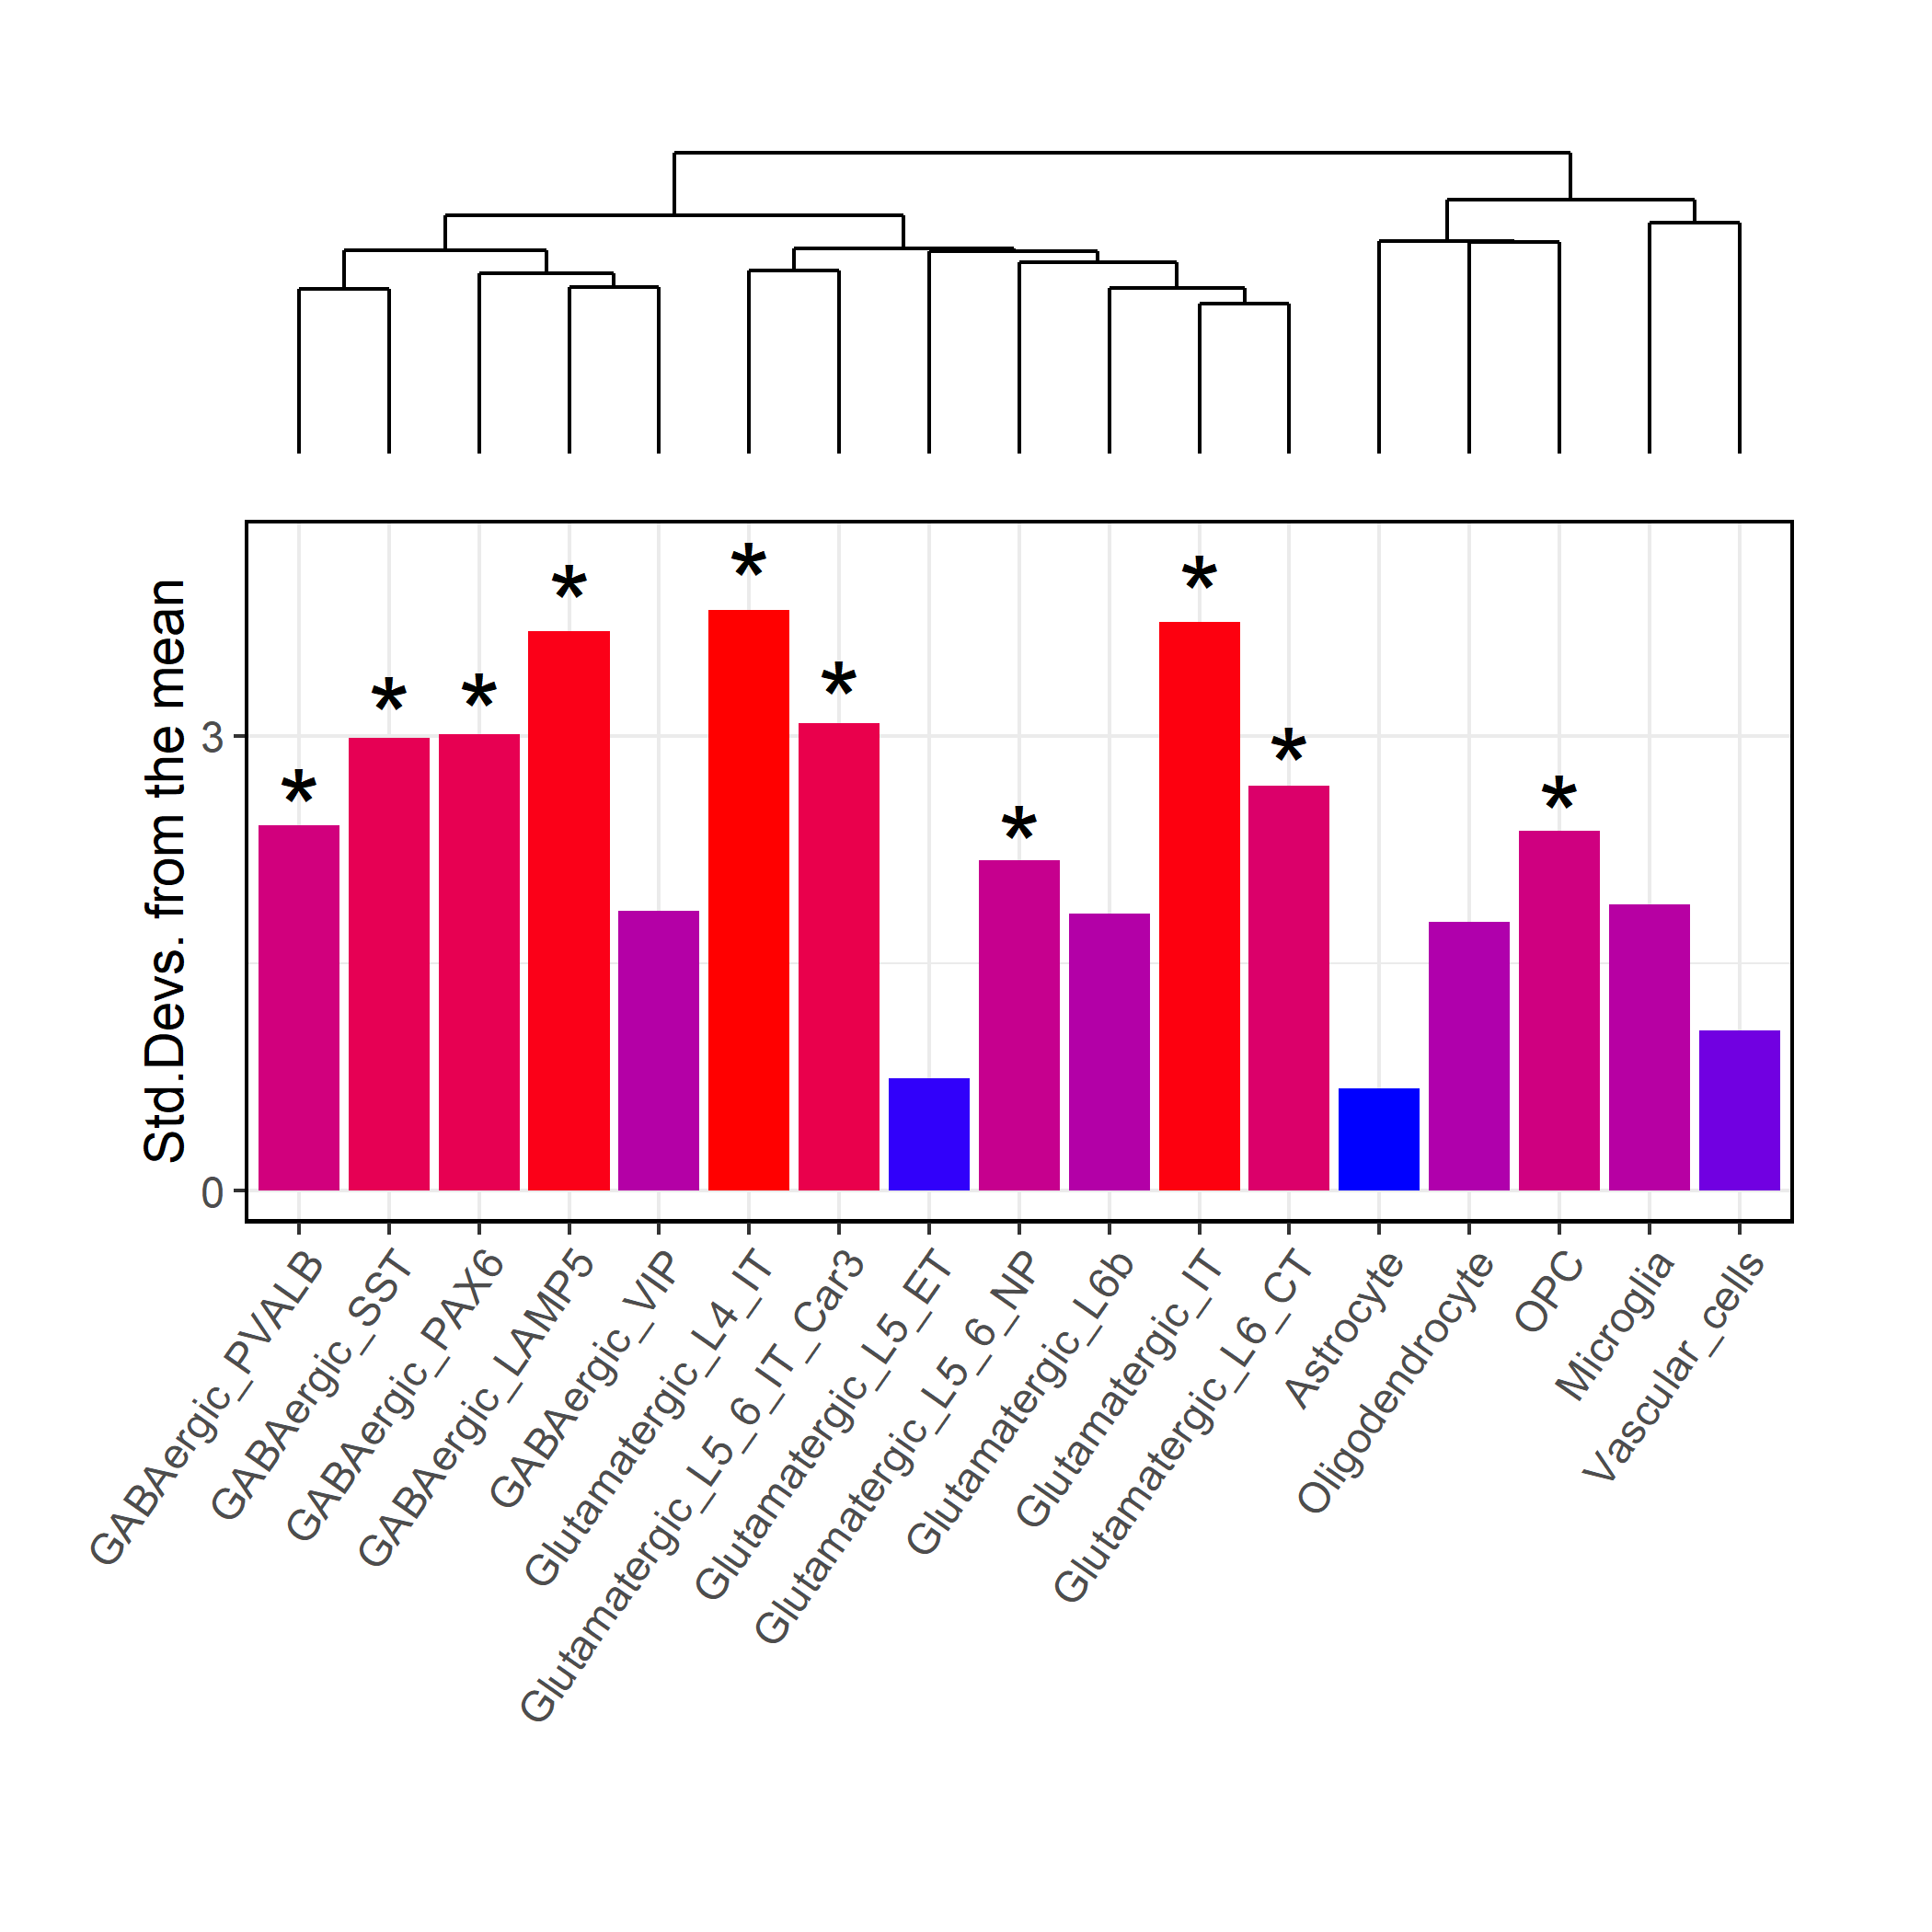 Std.Devs. from the mean
3
0
*
*
*
*
*
*
*
*
*
*
GABAergic_PVALB
GABAergic_SST
GABAergic_PAX6
GABAergic_LAMP5
GABAergic_VIP
Glutamatergic_L4_IT
Glutamatergic_L5_6_IT_Car3
Glutamatergic_L5_ET
Glutamatergic_L5_6_NP
Glutamatergic_L6b
Glutamatergic_IT
Glutamatergic_L6_CT
Astrocyte
Oligodendrocyte
OPC
Microglia
Vascular_cells